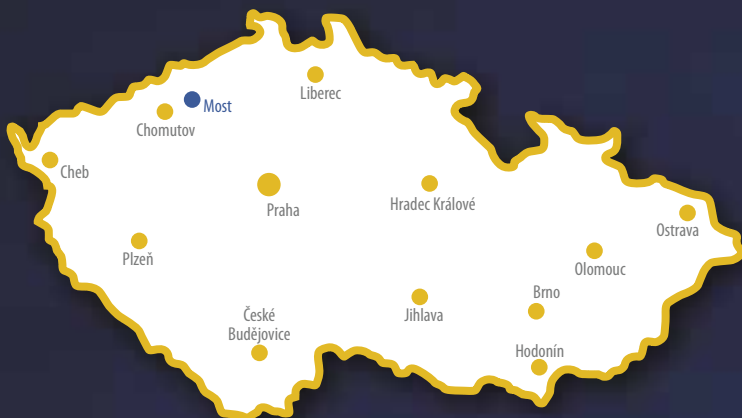 Liberec
Most
Chomutov
Cheb
Praha
Hradec Králové
Ostrava
Plzeň
Olomouc
Brno
České
Budějovice
Jihlava
Hodonín